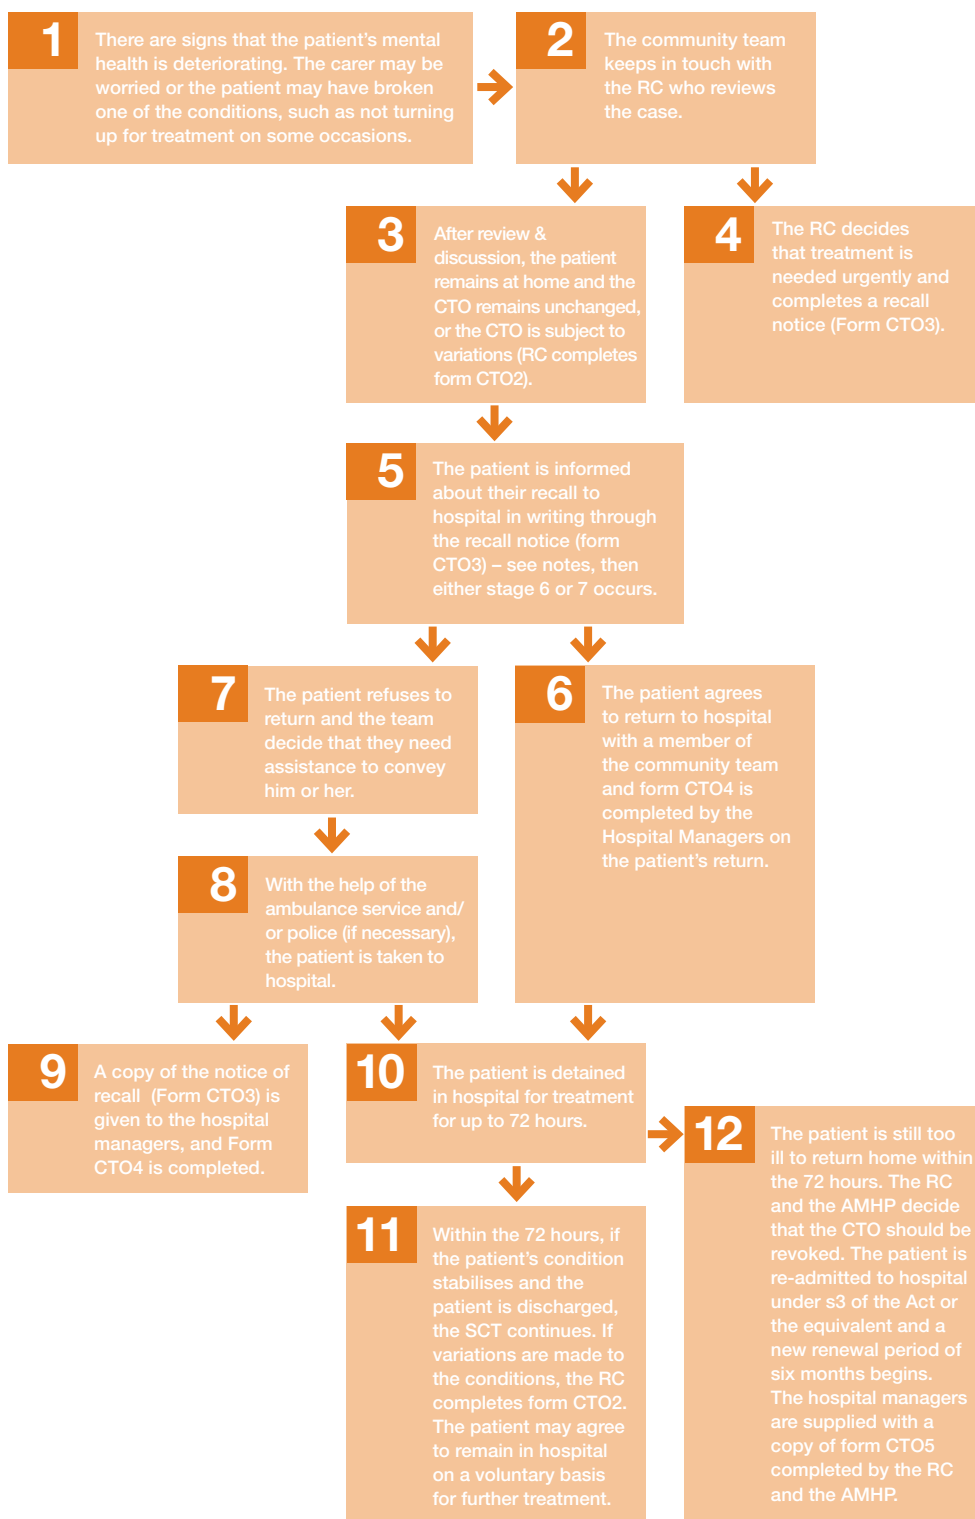 1
There are signs that the patient’s mental
health is deteriorating. The carer may be
worried or the patient may have broken
one of the conditions, such as not turning
up for treatment on some occasions.
2
The community team
keeps in touch with
the RC who reviews
the case.
3
After review &
discussion, the patient
remains at home and the
CTO remains unchanged,
or the CTO is subject to
variations (RC completes
form CTO2).
4
The RC decides
that treatment is
needed urgently and
completes a recall
notice (Form CTO3).
5
The patient is informed
about their recall to
hospital in writing through
the recall notice (form
CTO3) – see notes, then
either stage 6 or 7 occurs.
7
The patient refuses to
return and the team
decide that they need
assistance to convey
him or her.
6
The patient agrees
to return to hospital
with a member of
the community team
and form CTO4 is
completed by the
Hospital Managers on
the patient’s return.
8
With the help of the
ambulance service and/
or police (if necessary),
the patient is taken to
hospital.
9
A copy of the notice of
recall (Form CTO3) is
given to the hospital
managers, and Form
CTO4 is completed.
10
The patient is detained
in hospital for treatment
for up to 72 hours.
11
Within the 72 hours, if
the patient’s condition
stabilises and the
patient is discharged,
the SCT continues. If
variations are made to
the conditions, the RC
completes form CTO2.
The patient may agree
to remain in hospital
on a voluntary basis
for further treatment.
12
The patient is still too
ill to return home within
the 72 hours. The RC
and the AMHP decide
that the CTO should be
revoked. The patient is
re-admitted to hospital
under s3 of the Act or
the equivalent and a
new renewal period of
six months begins.
The hospital managers
are supplied with a
copy of form CTO5
completed by the RC
and the AMHP.